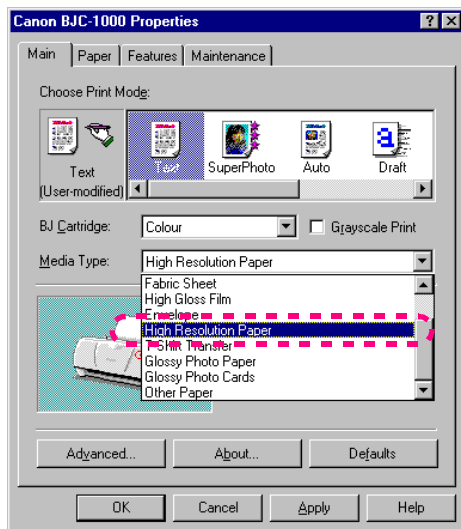 Canon BJC-1000 Properties
Main Paper Features Maintenance
Choose Print Mode:
Text
(User-modified)
Text SuperPhoto Auto Draft
BJ Cartridge: Colour Grayscale Print
Media Type: High Resolution Paper
Fabric Sheet
High Gloss Film
Envelope
High Resolution Paper
T-Shirt Transfer
Glossy Photo Paper
Glossy Photo Cards
Other Paper
Advanced... About... Defaults
OK Cancel Apply Help